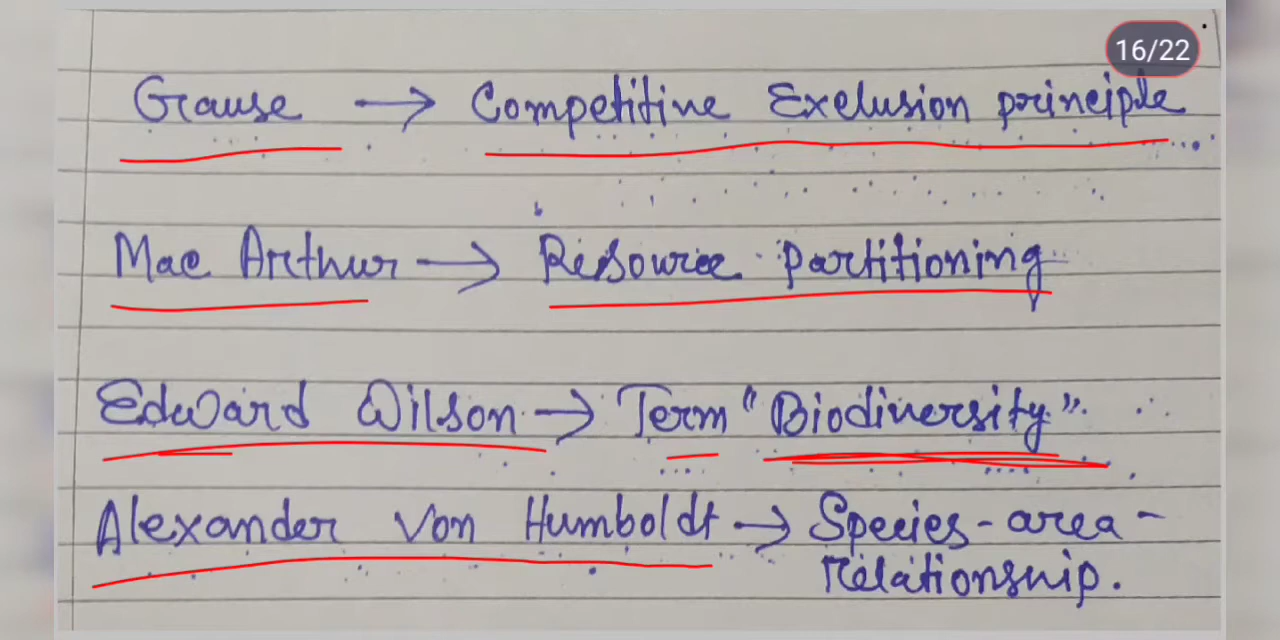 16/22
Grause → Competitive Exclusion principle
Mac Arthur → Resource partitioning
Edward Wilson → Term "Biodiversity"
Alexander Von Humboldt → Species-area-
Relationship.